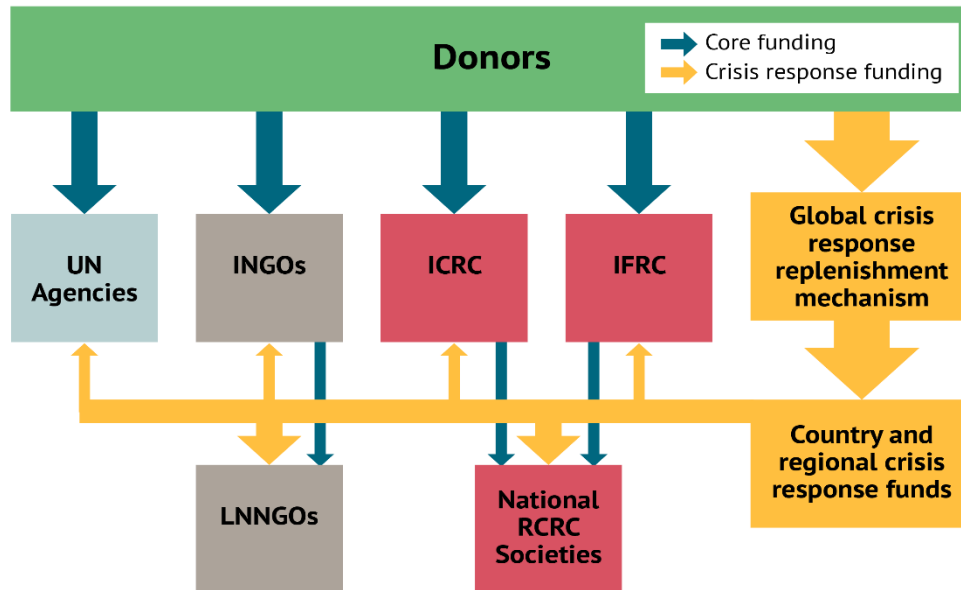 Donors
Core funding
Crisis response funding
UN
Agencies
INGOs
ICRC
IFRC
Global crisis
response
replenishment
mechanism
Country and
regional crisis
response funds
LNNGOs
National
RCRC
Societies